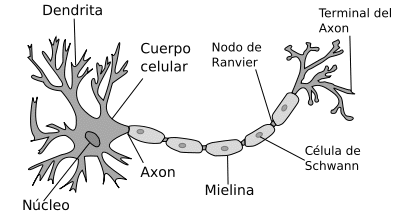 Dendrita
Terminal del
Axon
Cuerpo
celular
Nodo de
Ranvier
Axon
Célula de
Schwann
Mielina
Núcleo